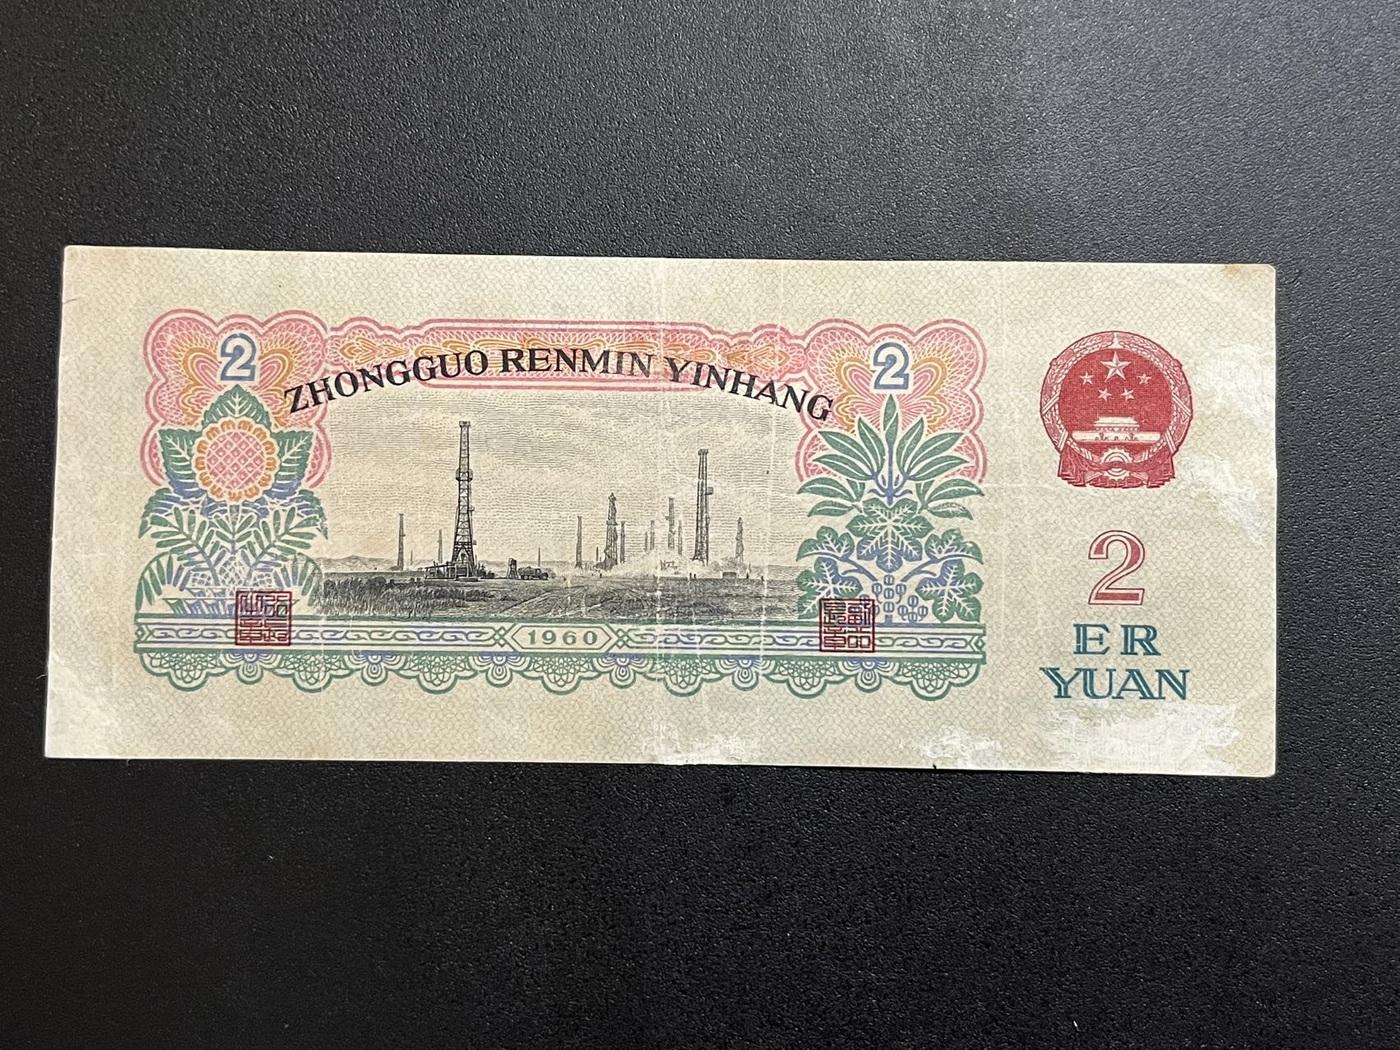 2
ZHONGGUO RENMIN YINHANG
2
1960
2
ER
YUAN